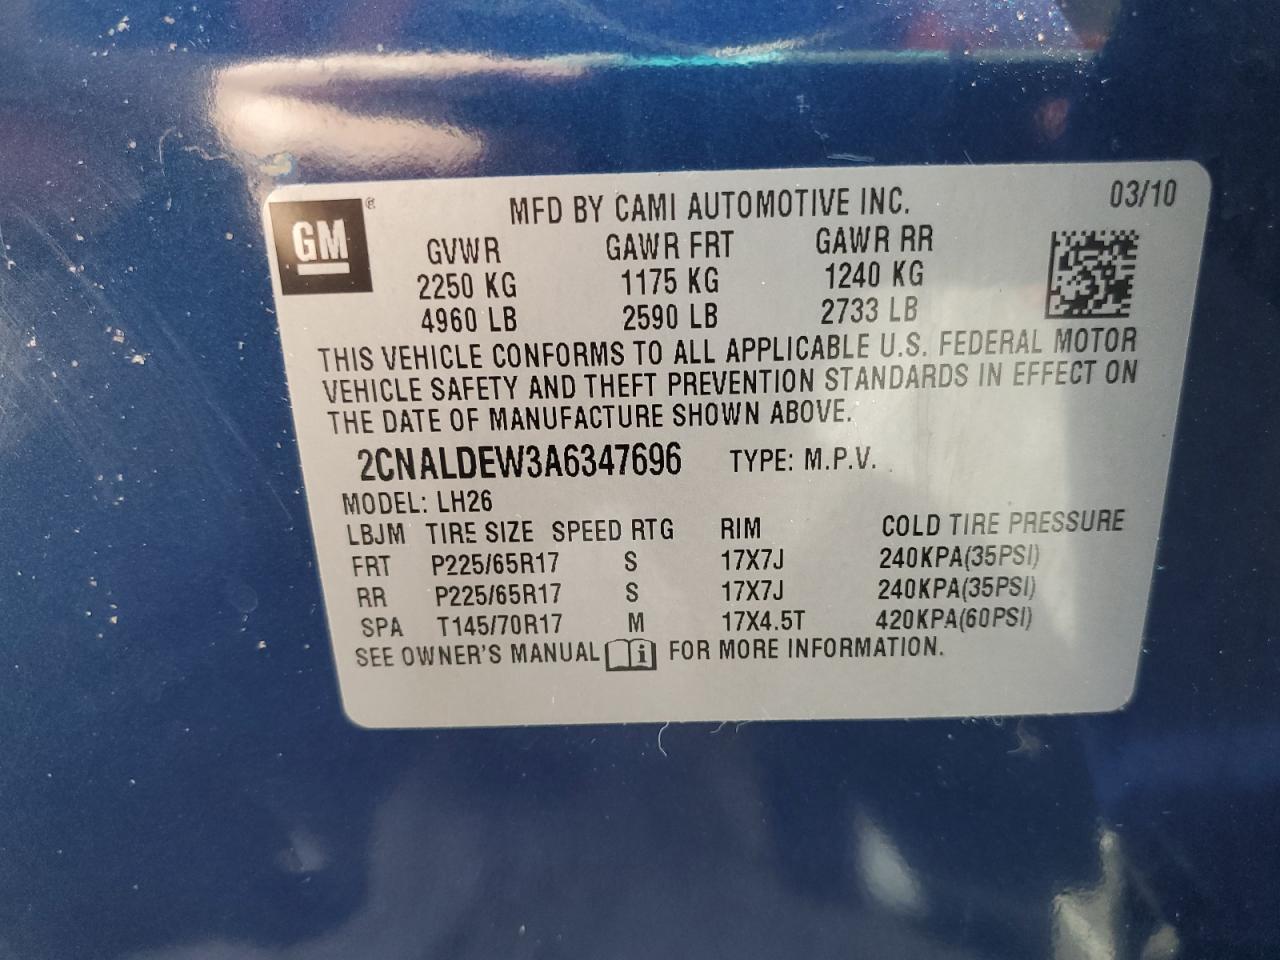 GM ® MFD BY CAMI AUTOMOTIVE INC. 03/10
GVWR GAWR FRT GAWR RR
2250 KG 1175 KG 1240 KG
4960 LB 2590 LB 2733 LB
THIS VEHICLE CONFORMS TO ALL APPLICABLE U.S. FEDERAL MOTOR
VEHICLE SAFETY AND THEFT PREVENTION STANDARDS IN EFFECT ON
THE DATE OF MANUFACTURE SHOWN ABOVE.
2CNALDEW3A6347696 TYPE: M.P.V.
MODEL: LH26
LBJM TIRE SIZE SPEED RTG RIM COLD TIRE PRESSURE
FRT P225/65R17 S 17X7J 240KPA(35PSI)
RR P225/65R17 S 17X7J 240KPA(35PSI)
SPA T145/70R17 M 17X4.5T 420KPA(60PSI)
SEE OWNER'S MANUAL i FOR MORE INFORMATION.